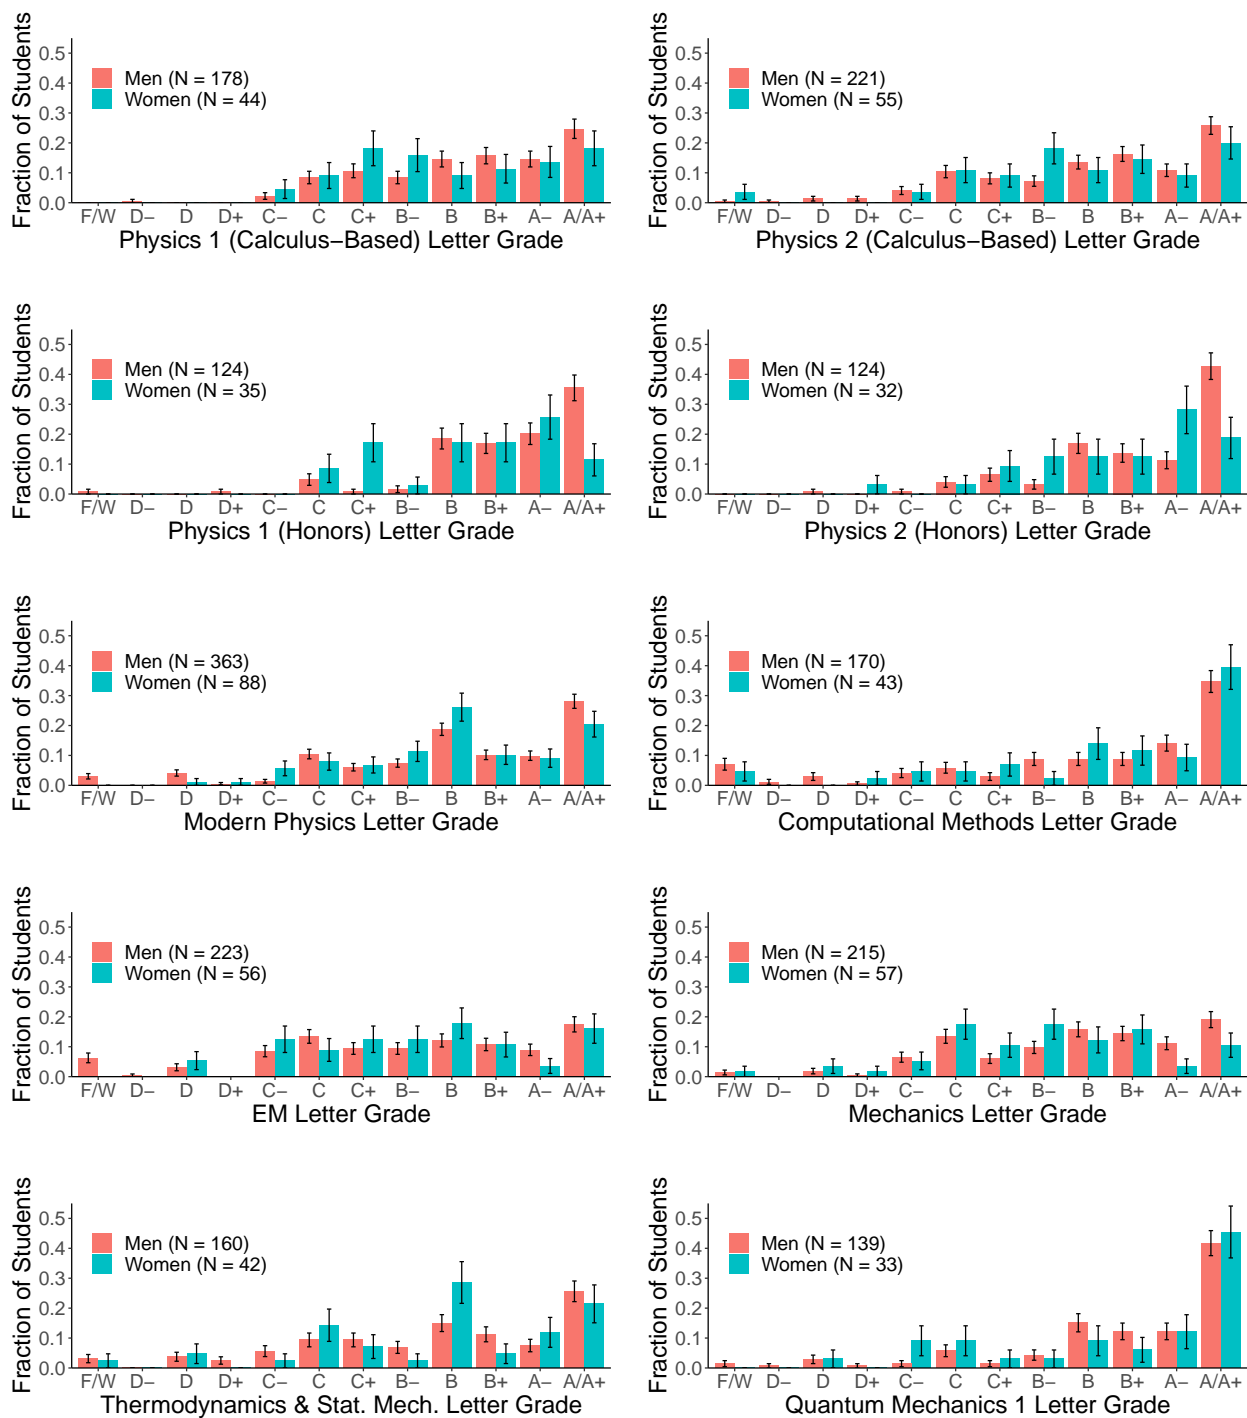 Fraction of Students
0.5
0.4
0.3
0.2
0.1
0.0
Men (N = 178)
Women (N = 44)
F/W D− D D+ C− C C+ B− B B+ A− A/A+
Physics 1 (Calculus−Based) Letter Grade
Fraction of Students
0.5
0.4
0.3
0.2
0.1
0.0
Men (N = 221)
Women (N = 55)
F/W D− D D+ C− C C+ B− B B+ A− A/A+
Physics 2 (Calculus−Based) Letter Grade
Fraction of Students
0.5
0.4
0.3
0.2
0.1
0.0
Men (N = 124)
Women (N = 35)
F/W D− D D+ C− C C+ B− B B+ A− A/A+
Physics 1 (Honors) Letter Grade
Fraction of Students
0.5
0.4
0.3
0.2
0.1
0.0
Men (N = 124)
Women (N = 32)
F/W D− D D+ C− C C+ B− B B+ A− A/A+
Physics 2 (Honors) Letter Grade
Fraction of Students
0.5
0.4
0.3
0.2
0.1
0.0
Men (N = 363)
Women (N = 88)
F/W D− D D+ C− C C+ B− B B+ A− A/A+
Modern Physics Letter Grade
Fraction of Students
0.5
0.4
0.3
0.2
0.1
0.0
Men (N = 170)
Women (N = 43)
F/W D− D D+ C− C C+ B− B B+ A− A/A+
Computational Methods Letter Grade
Fraction of Students
0.5
0.4
0.3
0.2
0.1
0.0
Men (N = 223)
Women (N = 56)
F/W D− D D+ C− C C+ B− B B+ A− A/A+
EM Letter Grade
Fraction of Students
0.5
0.4
0.3
0.2
0.1
0.0
Men (N = 215)
Women (N = 57)
F/W D− D D+ C− C C+ B− B B+ A− A/A+
Mechanics Letter Grade
Fraction of Students
0.5
0.4
0.3
0.2
0.1
0.0
Men (N = 160)
Women (N = 42)
F/W D− D D+ C− C C+ B− B B+ A− A/A+
Thermodynamics & Stat. Mech. Letter Grade
Fraction of Students
0.5
0.4
0.3
0.2
0.1
0.0
Men (N = 139)
Women (N = 33)
F/W D− D D+ C− C C+ B− B B+ A− A/A+
Quantum Mechanics 1 Letter Grade